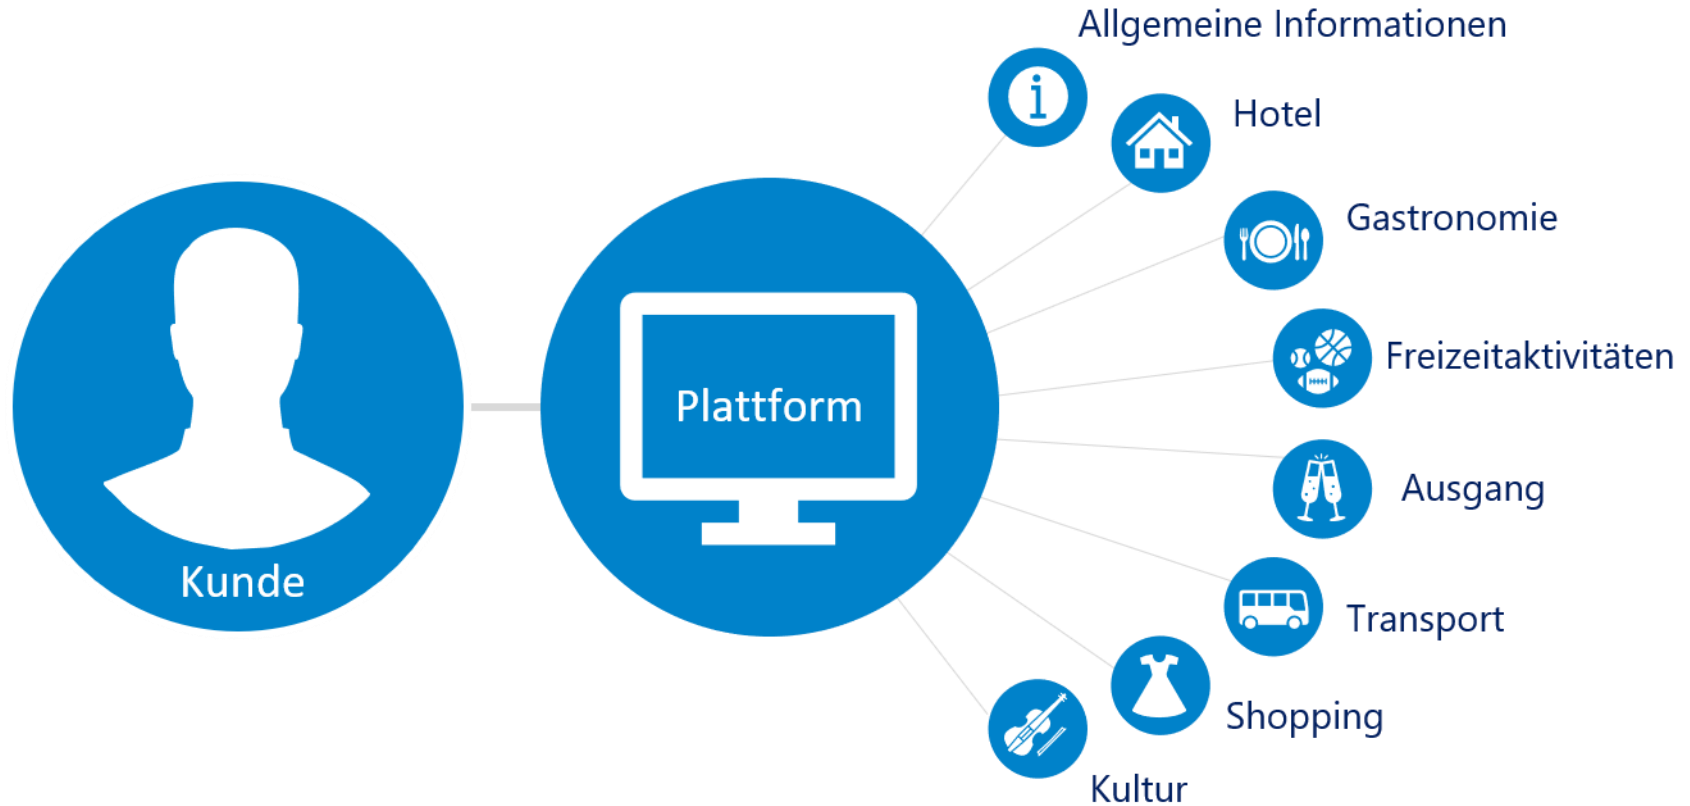 Allgemeine Informationen
Hotel
Gastronomie
Freizeitaktivitäten
Plattform
Ausgang
Kunde
Transport
Shopping
Kultur